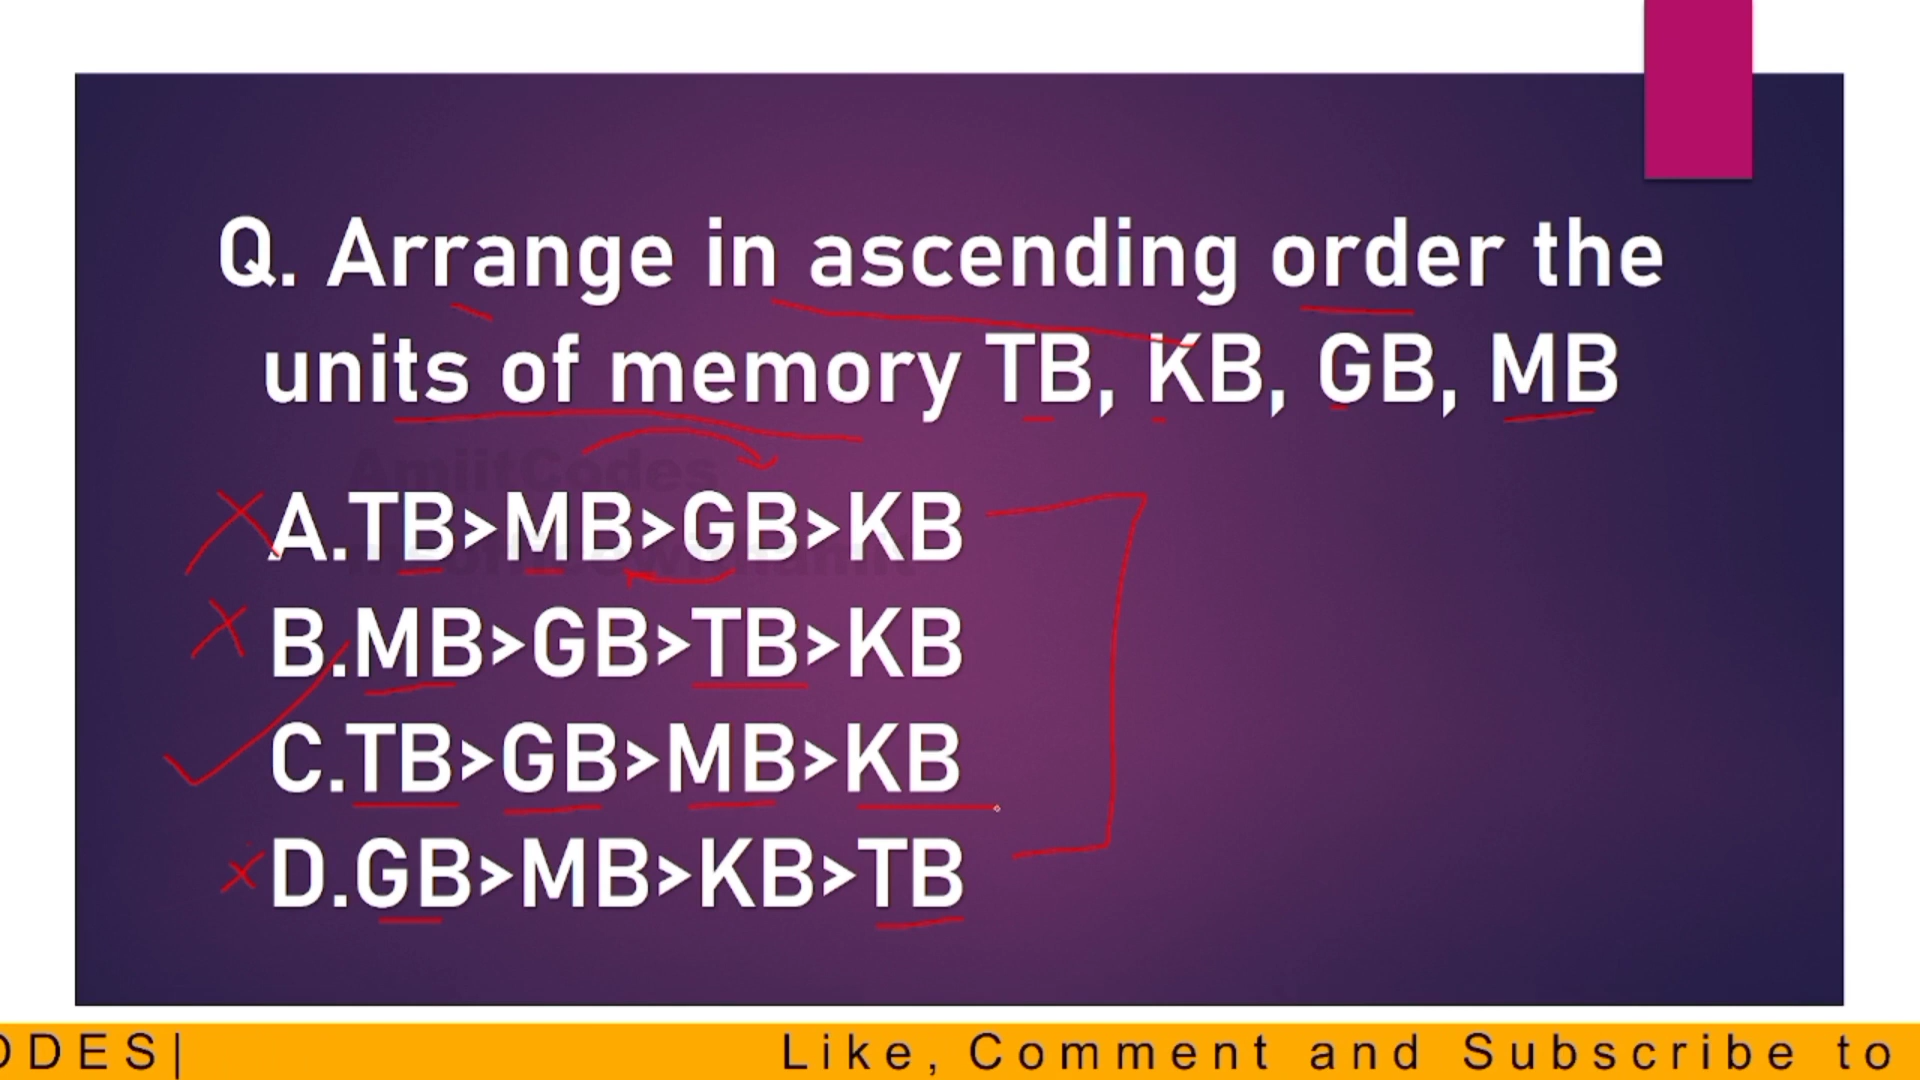 Q. Arrange in ascending order the
units of memory TB, KB, GB, MB
AmiitCodes
A.TB>MB>GB>KB
B.MB>GB>TB>KB
C.TB>GB>MB>KB
D.GB>MB>KB>TB
ODES| Like, Comment and Subscribe to